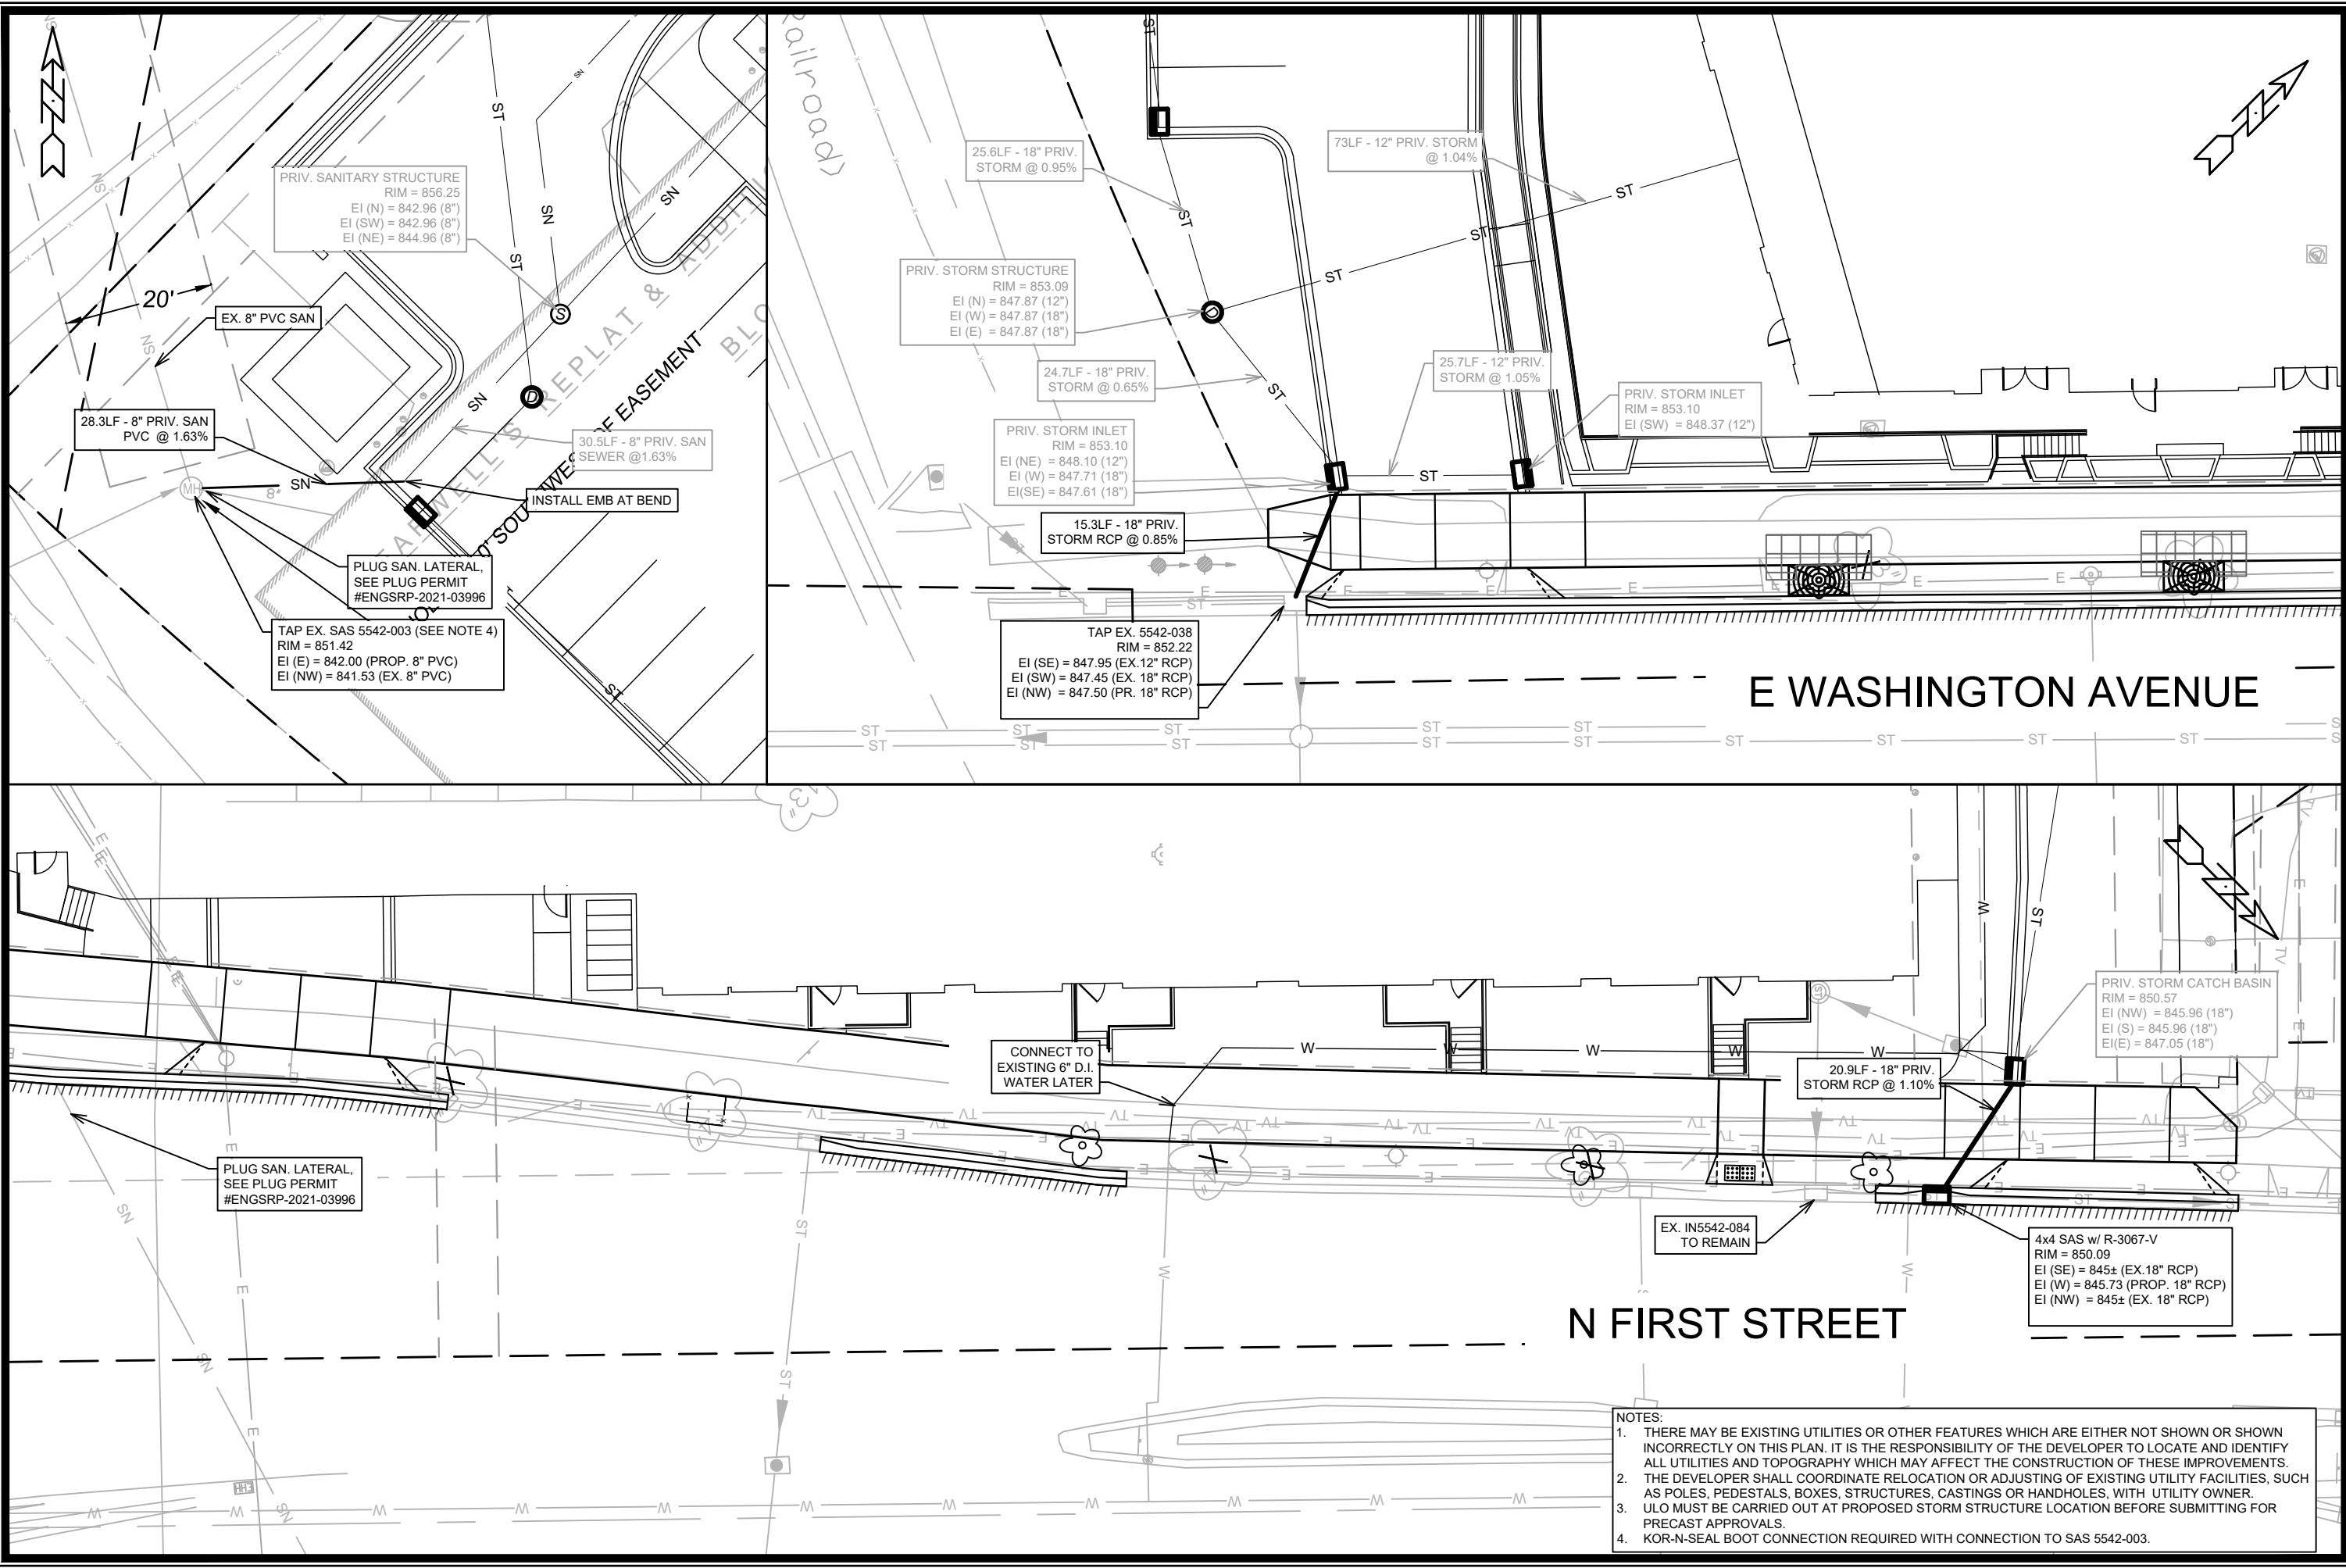 N
20'
PRIV. SANITARY STRUCTURE
RIM = 856.25
EI (N) = 842.96 (8")
EI (SW) = 842.96 (8")
EI (NE) = 844.96 (8")
EX. 8" PVC SAN
28.3LF - 8" PRIV. SAN
PVC @ 1.63%
30.5LF - 8" PRIV. SAN
SEWER @1.63%
INSTALL EMB AT BEND
PLUG SAN. LATERAL,
SEE PLUG PERMIT
#ENGSRP-2021-03996
TAP EX. SAS 5542-003 (SEE NOTE 4)
RIM = 851.42
EI (E) = 842.00 (PROP. 8" PVC)
EI (NW) = 841.53 (EX. 8" PVC)
REPLAT &
OF EASEMENT
MH
8"
SN
SN
SN
SN
ST
ST
ST
S
D
N
25.6LF - 18" PRIV.
STORM @ 0.95%
73LF - 12" PRIV. STORM
@ 1.04%
PRIV. STORM STRUCTURE
RIM = 853.09
EI (N) = 847.87 (12")
EI (W) = 847.87 (18")
EI (E) = 847.87 (18")
24.7LF - 18" PRIV.
STORM @ 0.65%
25.7LF - 12" PRIV.
STORM @ 1.05%
PRIV. STORM INLET
RIM = 853.10
EI (SW) = 848.37 (12")
PRIV. STORM INLET
RIM = 853.10
EI (NE) = 848.10 (12")
EI (W) = 847.71 (18")
EI(SE) = 847.61 (18")
15.3LF - 18" PRIV.
STORM RCP @ 0.85%
TAP EX. 5542-038
RIM = 852.22
EI (SE) = 847.95 (EX.12" RCP)
EI (SW) = 847.45 (EX. 18" RCP)
EI (NW) = 847.50 (PR. 18" RCP)
E WASHINGTON AVENUE
ST
ST
ST
ST
ST
ST
ST
D
N
CONNECT TO
EXISTING 6" D.I.
WATER LATER
W
W
W
W
W
W
ST
PRIV. STORM CATCH BASIN
RIM = 850.57
EI (NW) = 845.96 (18")
EI (S) = 845.96 (18")
EI(E) = 847.05 (18")
20.9LF - 18" PRIV.
STORM RCP @ 1.10%
PLUG SAN. LATERAL,
SEE PLUG PERMIT
#ENGSRP-2021-03996
EX. IN5542-084
TO REMAIN
4x4 SAS w/ R-3067-V
RIM = 850.09
EI (SE) = 845± (EX.18" RCP)
EI (W) = 845.73 (PROP. 18" RCP)
EI (NW) = 845± (EX. 18" RCP)
N FIRST STREET
NOTES:
1. THERE MAY BE EXISTING UTILITIES OR OTHER FEATURES WHICH ARE EITHER NOT SHOWN OR SHOWN
INCORRECTLY ON THIS PLAN. IT IS THE RESPONSIBILITY OF THE DEVELOPER TO LOCATE AND IDENTIFY
ALL UTILITIES AND TOPOGRAPHY WHICH MAY AFFECT THE CONSTRUCTION OF THESE IMPROVEMENTS.
2. THE DEVELOPER SHALL COORDINATE RELOCATION OR ADJUSTING OF EXISTING UTILITY FACILITIES, SUCH
AS POLES, PEDESTALS, BOXES, STRUCTURES, CASTINGS OR HANDHOLES, WITH UTILITY OWNER.
3. ULO MUST BE CARRIED OUT AT PROPOSED STORM STRUCTURE LOCATION BEFORE SUBMITTING FOR
PRECAST APPROVALS.
4. KOR-N-SEAL BOOT CONNECTION REQUIRED WITH CONNECTION TO SAS 5542-003.